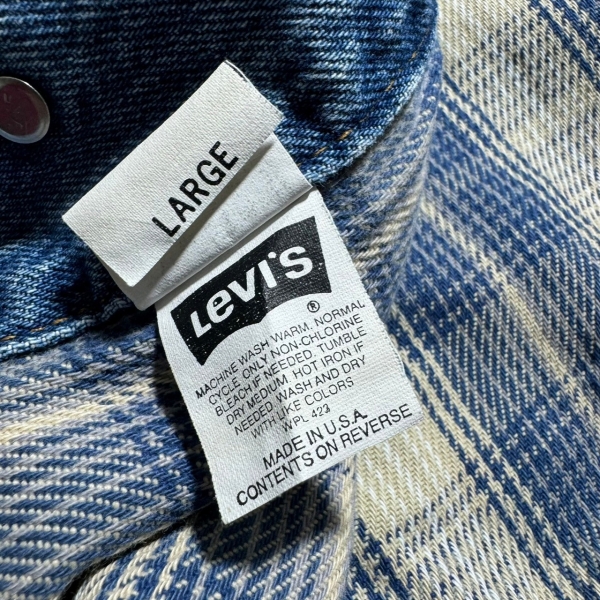 LARGE
Levi's ®
MACHINE WASH, WARM, NORMAL
CYCLE. ONLY NON-CHLORINE
BLEACH IF NEEDED. TUMBLE
DRY MEDIUM. HOT IRON IF
NEEDED. WASH AND DRY
WITH LIKE COLORS
WPL 423
MADE IN U.S.A.
CONTENTS ON REVERSE